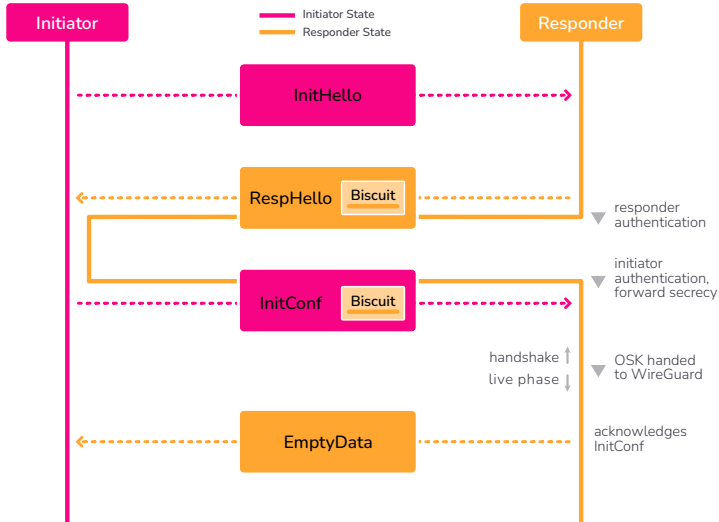 Initiator
Initiator State
Responder State
Responder
InitHello
RespHello
Biscuit
responder
authentication
initiator
authentication,
forward secrecy
InitConf
Biscuit
handshake
live phase
OSK handed
to WireGuard
EmptyData
acknowledges
InitConf